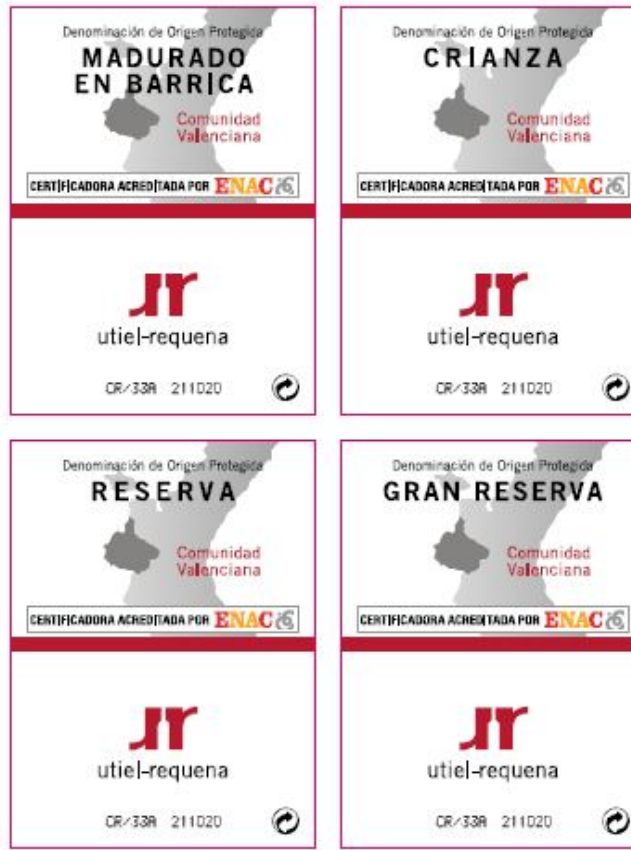 Denominación de Origen Protegida
MADURADO
EN BARRICA
Comunidad
Valenciana
CERTIFICADORA ACREDITADA POR ENAC
utiel-requena
CR/33A 211020
Denominación de Origen Protegida
CRIANZA
Comunidad
Valenciana
CERTIFICADORA ACREDITADA POR ENAC
utiel-requena
CR/33A 211020
Denominación de Origen Protegida
RESERVA
Comunidad
Valenciana
CERTIFICADORA ACREDITADA POR ENAC
utiel-requena
CR/33A 211020
Denominación de Origen Protegida
GRAN RESERVA
Comunidad
Valenciana
CERTIFICADORA ACREDITADA POR ENAC
utiel-requena
CR/33A 211020